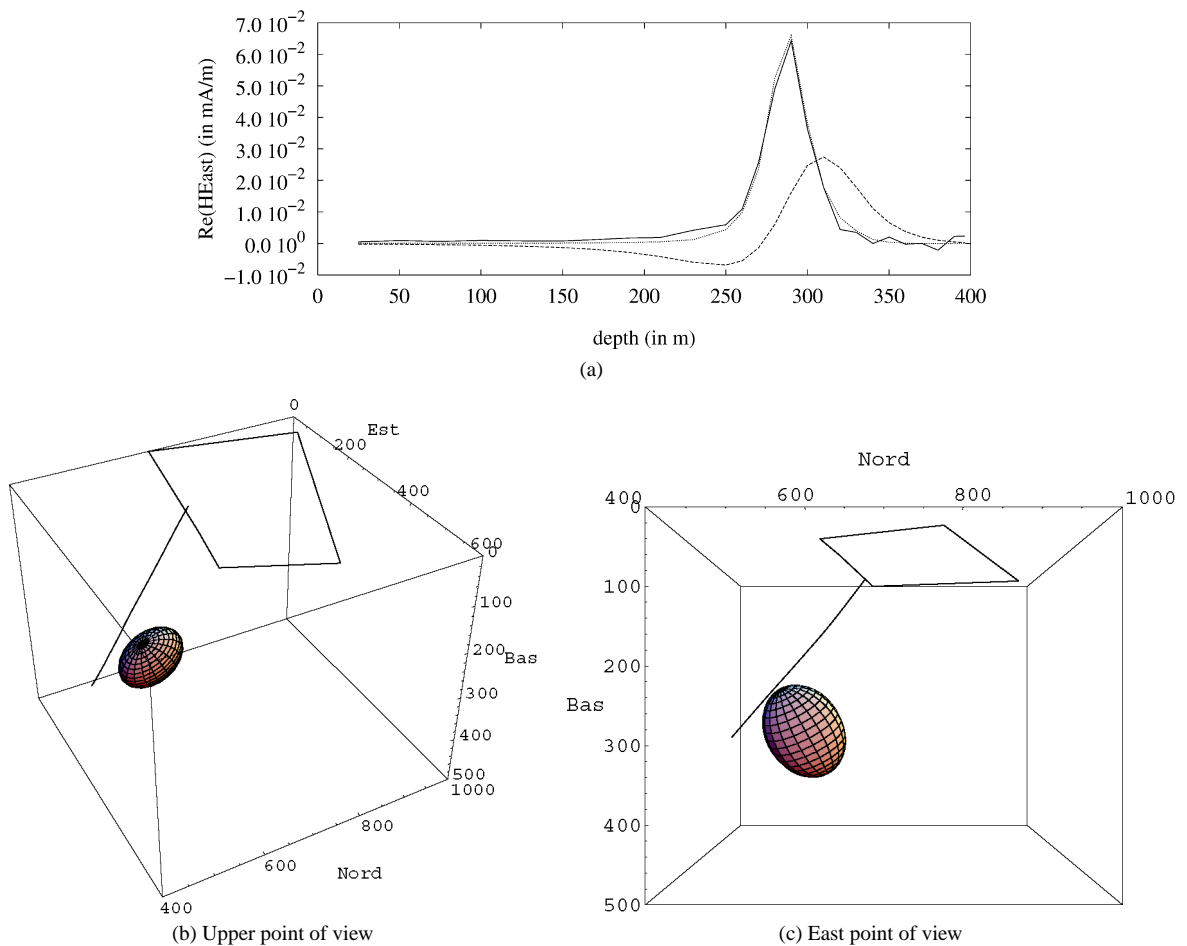 7.0 10−2
6.0 10−2
5.0 10−2
4.0 10−2
3.0 10−2
2.0 10−2
1.0 10−2
0.0 100
−1.0 10−2
Re(HEast) (in mA/m)
0 50 100 150 200 250 300 350 400
depth (in m)
(a)
0
Est
200
400
600
0
100
200
Bas
300
400
500
1000
800
Nord
600
400
(b) Upper point of view
Nord
400 600 800 1000
0
100
200
Bas
300
400
500
(c) East point of view